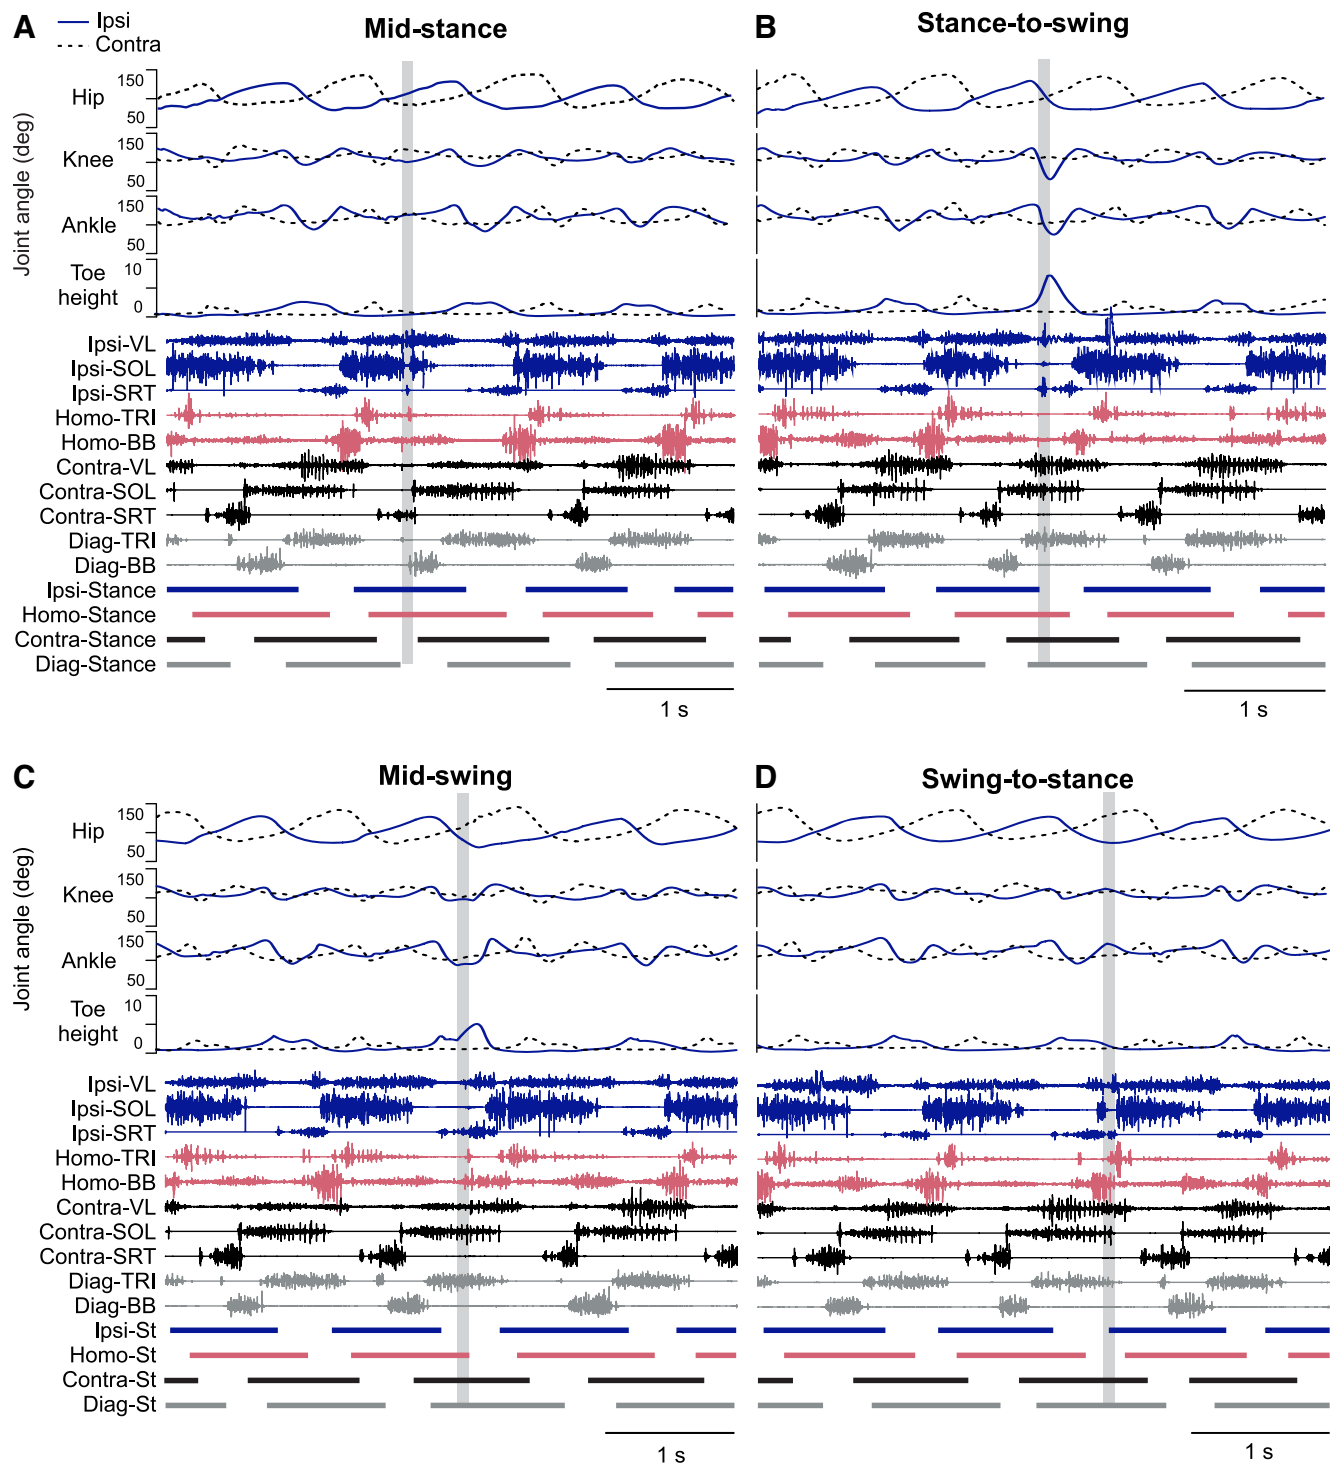 A
Ipsi
Contra
Mid-stance
150
Hip
50
150
Knee
50
150
Ankle
50
Joint angle (deg)
10
Toe
height
0
Ipsi-VL
Ipsi-SOL
Ipsi-SRT
Homo-TRI
Homo-BB
Contra-VL
Contra-SOL
Contra-SRT
Diag-TRI
Diag-BB
Ipsi-Stance
Homo-Stance
Contra-Stance
Diag-Stance
1 s
B
Stance-to-swing
1 s
C
Mid-swing
150
Hip
50
150
Knee
50
150
Ankle
50
Joint angle (deg)
10
Toe
height
0
Ipsi-VL
Ipsi-SOL
Ipsi-SRT
Homo-TRI
Homo-BB
Contra-VL
Contra-SOL
Contra-SRT
Diag-TRI
Diag-BB
Ipsi-St
Homo-St
Contra-St
Diag-St
1 s
D
Swing-to-stance
1 s